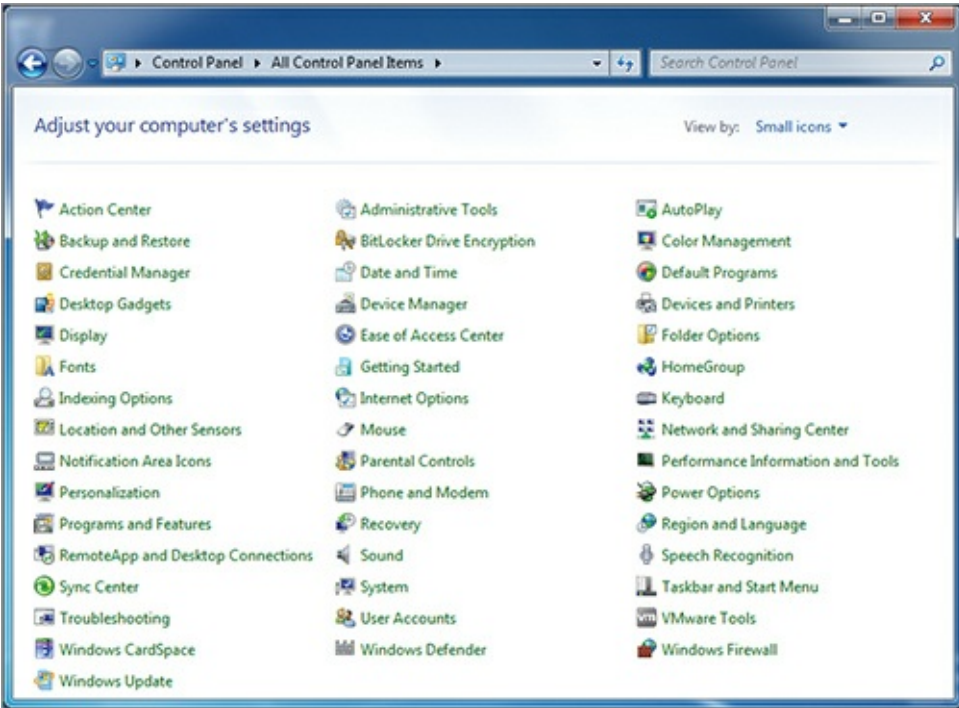 Control Panel All Control Panel Items Search Control Panel
Adjust your computer's settings View by: Small icons
Action Center Administrative Tools AutoPlay
Backup and Restore BitLocker Drive Encryption Color Management
Credential Manager Date and Time Default Programs
Desktop Gadgets Device Manager Devices and Printers
Display Ease of Access Center Folder Options
Fonts Getting Started HomeGroup
Indexing Options Internet Options Keyboard
Location and Other Sensors Mouse Network and Sharing Center
Notification Area Icons Parental Controls Performance Information and Tools
Personalization Phone and Modem Power Options
Programs and Features Recovery Region and Language
RemoteApp and Desktop Connections Sound Speech Recognition
Sync Center System Taskbar and Start Menu
Troubleshooting User Accounts vm VMware Tools
Windows CardSpace Windows Defender Windows Firewall
Windows Update